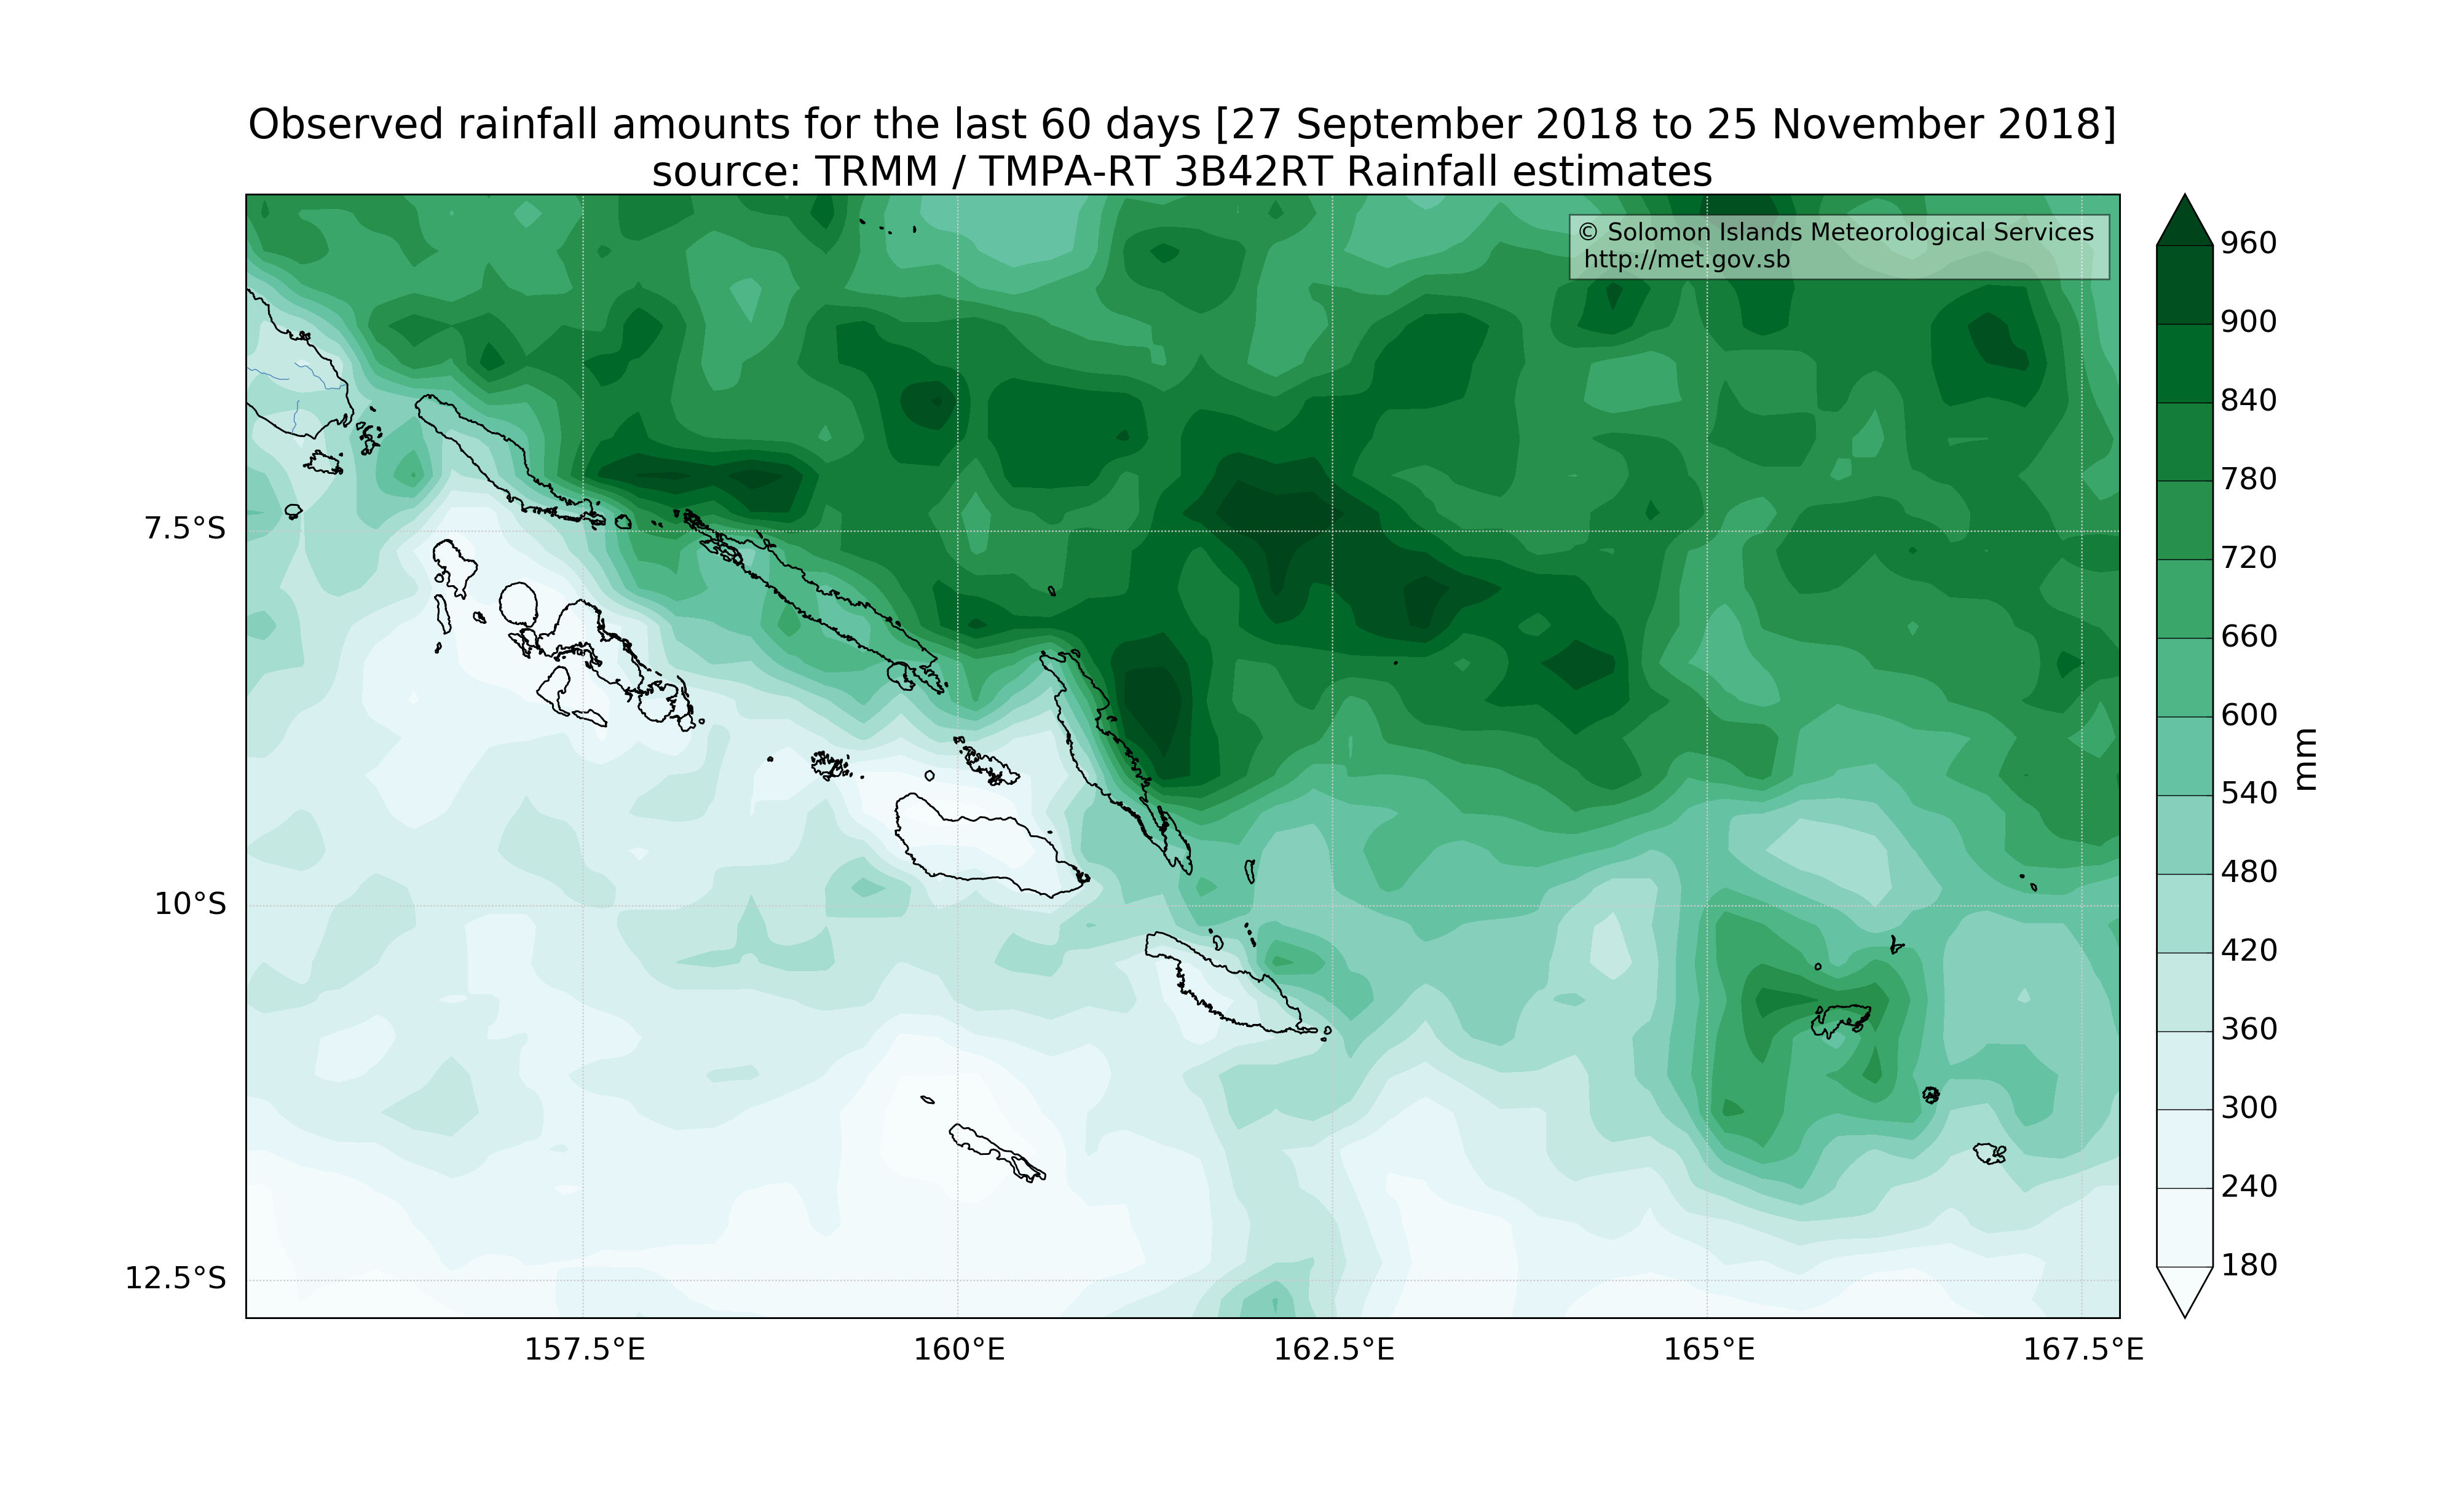 Observed rainfall amounts for the last 60 days [27 September 2018 to 25 November 2018]
source: TRMM / TMPA-RT 3B42RT Rainfall estimates
© Solomon Islands Meteorological Services
http://met.gov.sb
960
900
840
780
720
660
600
540
480
420
360
300
240
180
mm
7.5°S
10°S
12.5°S
157.5°E
160°E
162.5°E
165°E
167.5°E